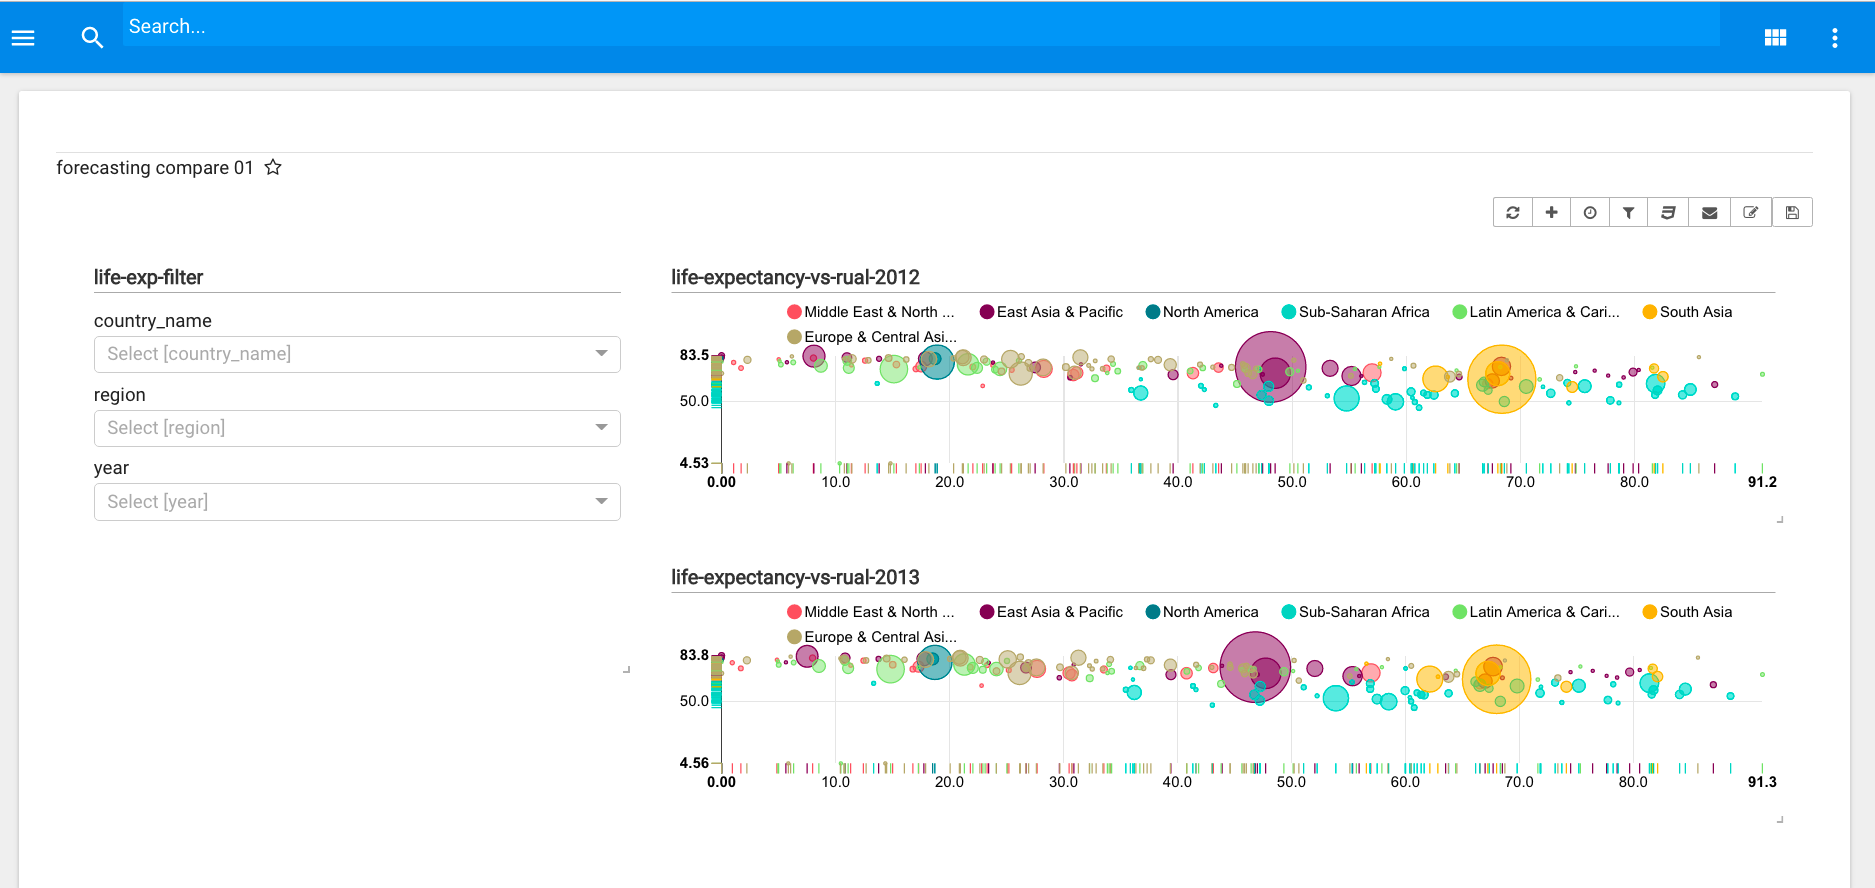 Search...
forecasting compare 01
life-exp-filter
country_name
Select [country_name]
region
Select [region]
year
Select [year]
life-expectancy-vs-rual-2012
Middle East & North ... East Asia & Pacific North America Sub-Saharan Africa Latin America & Cari... South Asia
Europe & Central Asi...
83.5
50.0
4.53
0.00 10.0 20.0 30.0 40.0 50.0 60.0 70.0 80.0 91.2
life-expectancy-vs-rual-2013
Middle East & North ... East Asia & Pacific North America Sub-Saharan Africa Latin America & Cari... South Asia
Europe & Central Asi...
83.8
50.0
4.56
0.00 10.0 20.0 30.0 40.0 50.0 60.0 70.0 80.0 91.3